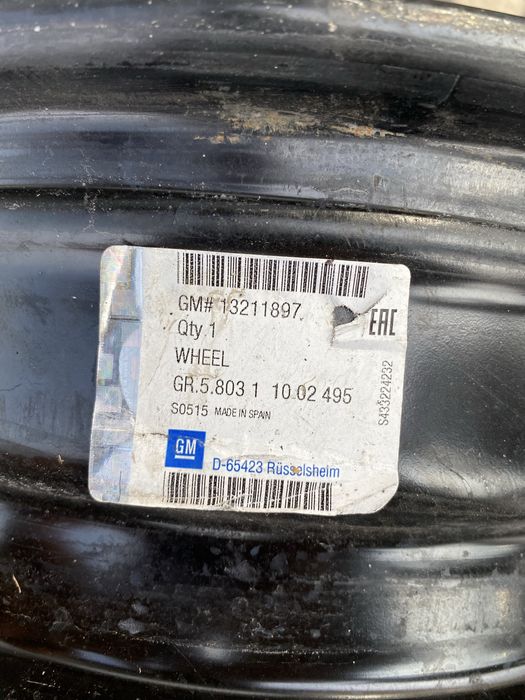 GM# 13211897
Qty 1
EAC
WHEEL
GR.5.803 1 10 02 495
S0515 MADE IN SPAIN
S433224232
GM
D-65423 Rüsselsheim